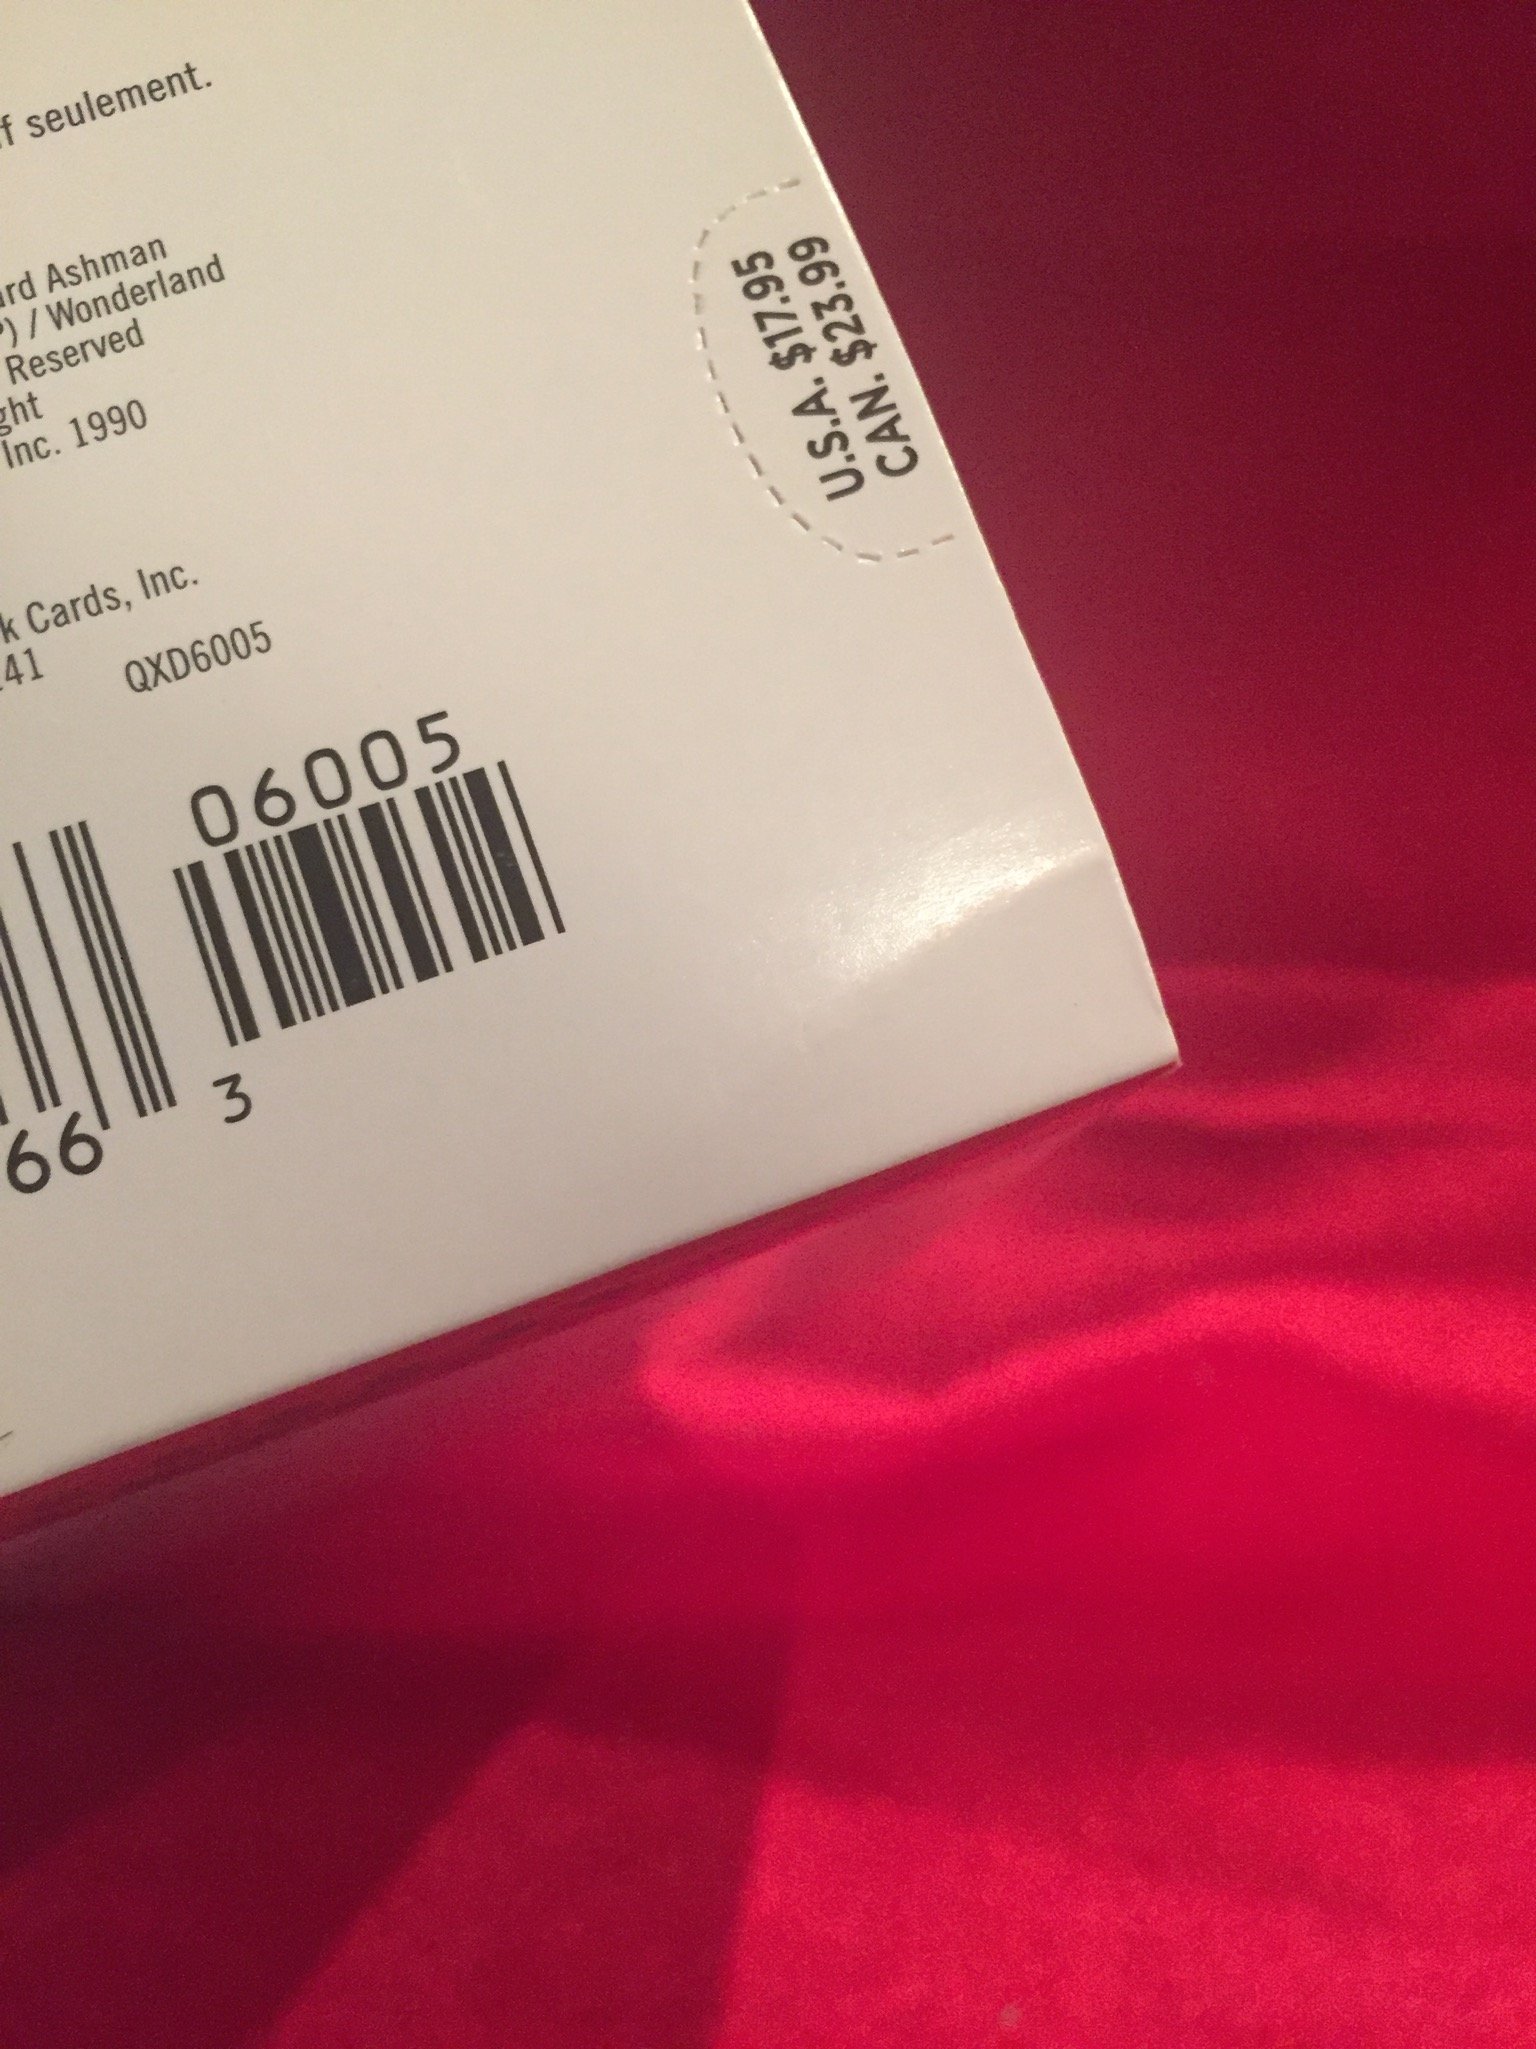 seulement.
Ashman
/ Wonderland
Reserved
Inc. 1990
Cards, Inc.
QXD6005
06005
66 3
U.S.A. $17.95
CAN. $23.99